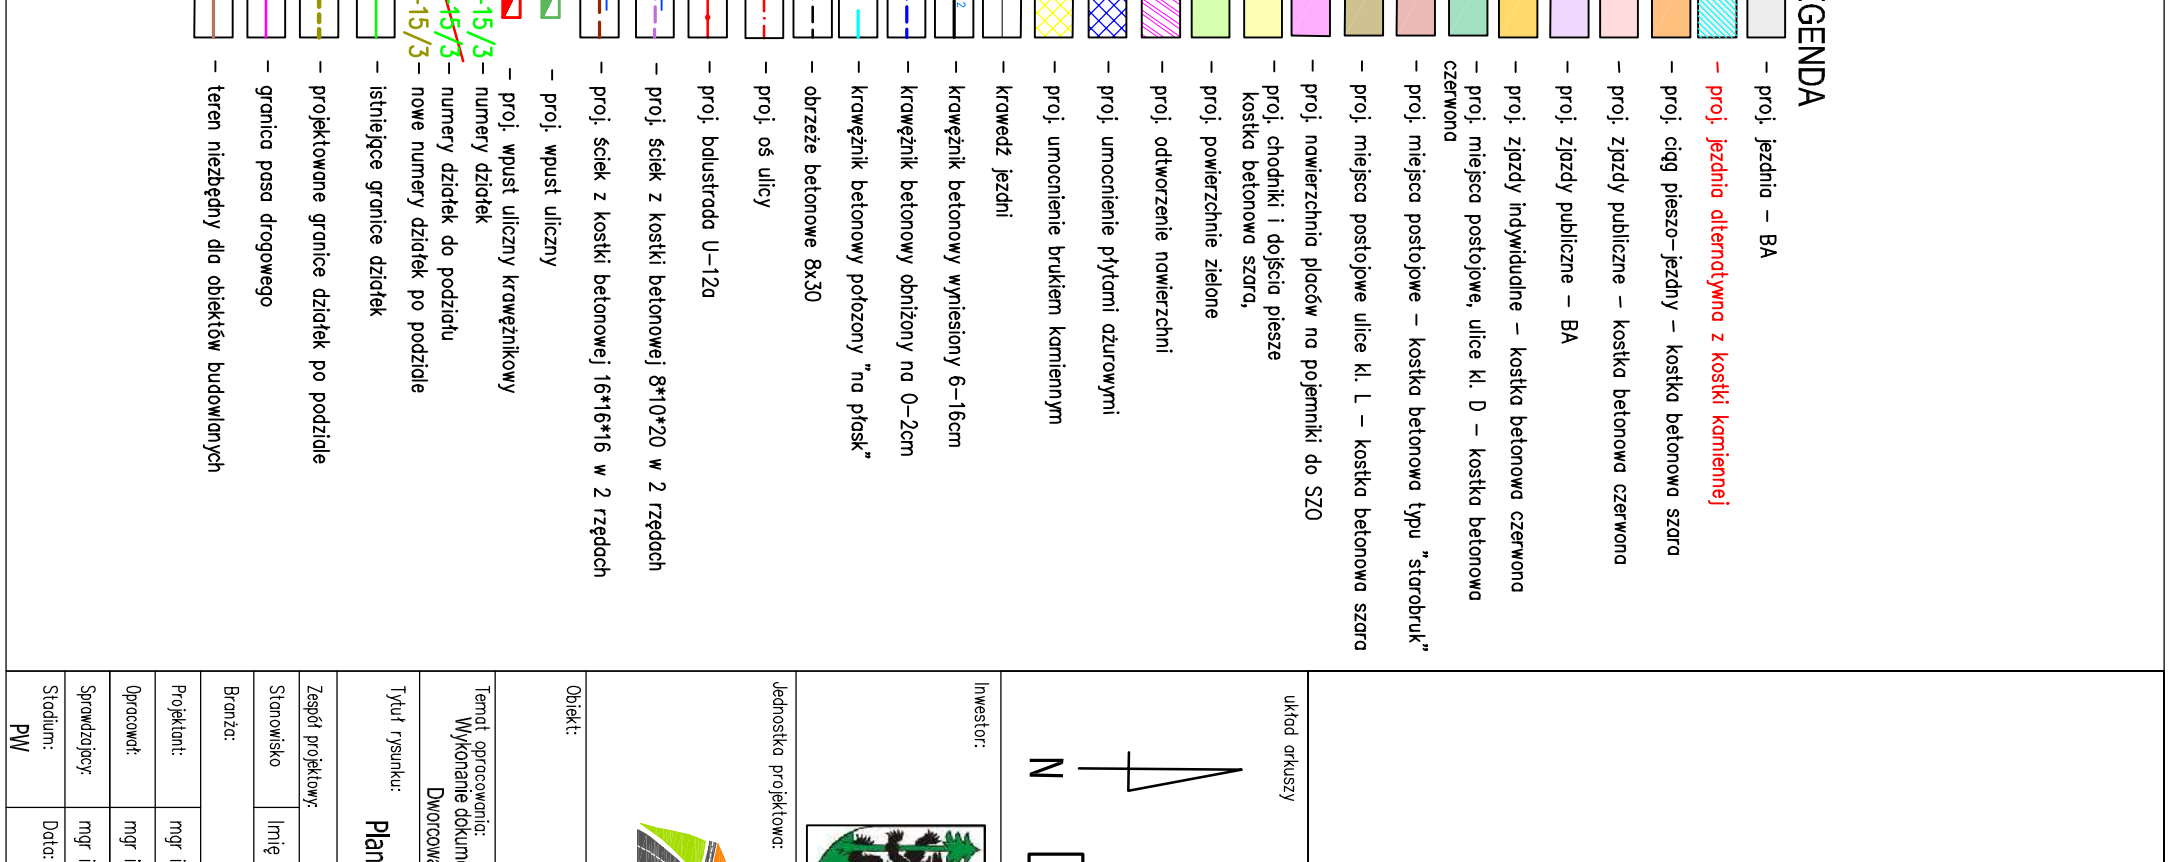 - proj. jezdnia - BA
- proj. jezdnia alternatywna z kostki kamiennej
- proj. ciąg pieszo-jezdny - kostka betonowa szara
- proj. zjazdy publiczne - kostka betonowa czerwona
- proj. zjazdy publiczne - BA
- proj. zjazdy indywidualne - kostka betonowa czerwona
- proj. miejsca postojowe, ulice kl. D - kostka betonowa
czerwona
- proj. miejsca postojowe - kostka betonowa typu "starobruk"
- proj. miejsca postojowe ulice kl. L - kostka betonowa szara
- proj. nawierzchnia placów na pojemniki do SZO
- proj. chodniki i dojścia piesze
kostka betonowa szara,
- proj. powierzchnie zielone
- proj. odtworzenie nawierzchni
- proj. umocnienie płytami ażurowymi
- proj. umocnienie brukiem kamiennym
- krawedź jezdni
- krawężnik betonowy wyniesiony 6-16cm
- krawężnik betonowy obniżony na 0-2cm
- krawężnik betonowy położony "na płask"
- obrzeże betonowe 8x30
- proj. oś ulicy
- proj. balustrada U-12a
- proj. ściek z kostki betonowej 8*10*20 w 2 rzędach
- proj. ściek z kostki betonowej 16*16*16 w 2 rzędach
- proj. wpust uliczny
- proj. wpust uliczny krawężnikowy
-15/3 - numery działek
15/3 - numery działek do podziału
-15/3 - nowe numery działek po podziale
- istniejące granice działek
- projektowane granice działek po podziale
- granica pasa drogowego
- teren niezbędny dla obiektów budowlanych
układ arkuszy
N
Inwestor:
Jednostka projektowa:
Obiekt:
Temat opracowania:
Wykonanie
Tytuł rysunku:
Plan
Zespół projektowy:
Stanowisko
Imię
Branża:
Projektant:
mgr
Opracował:
mgr
Sprawdzający:
mgr
Stadium:
Data:
PW